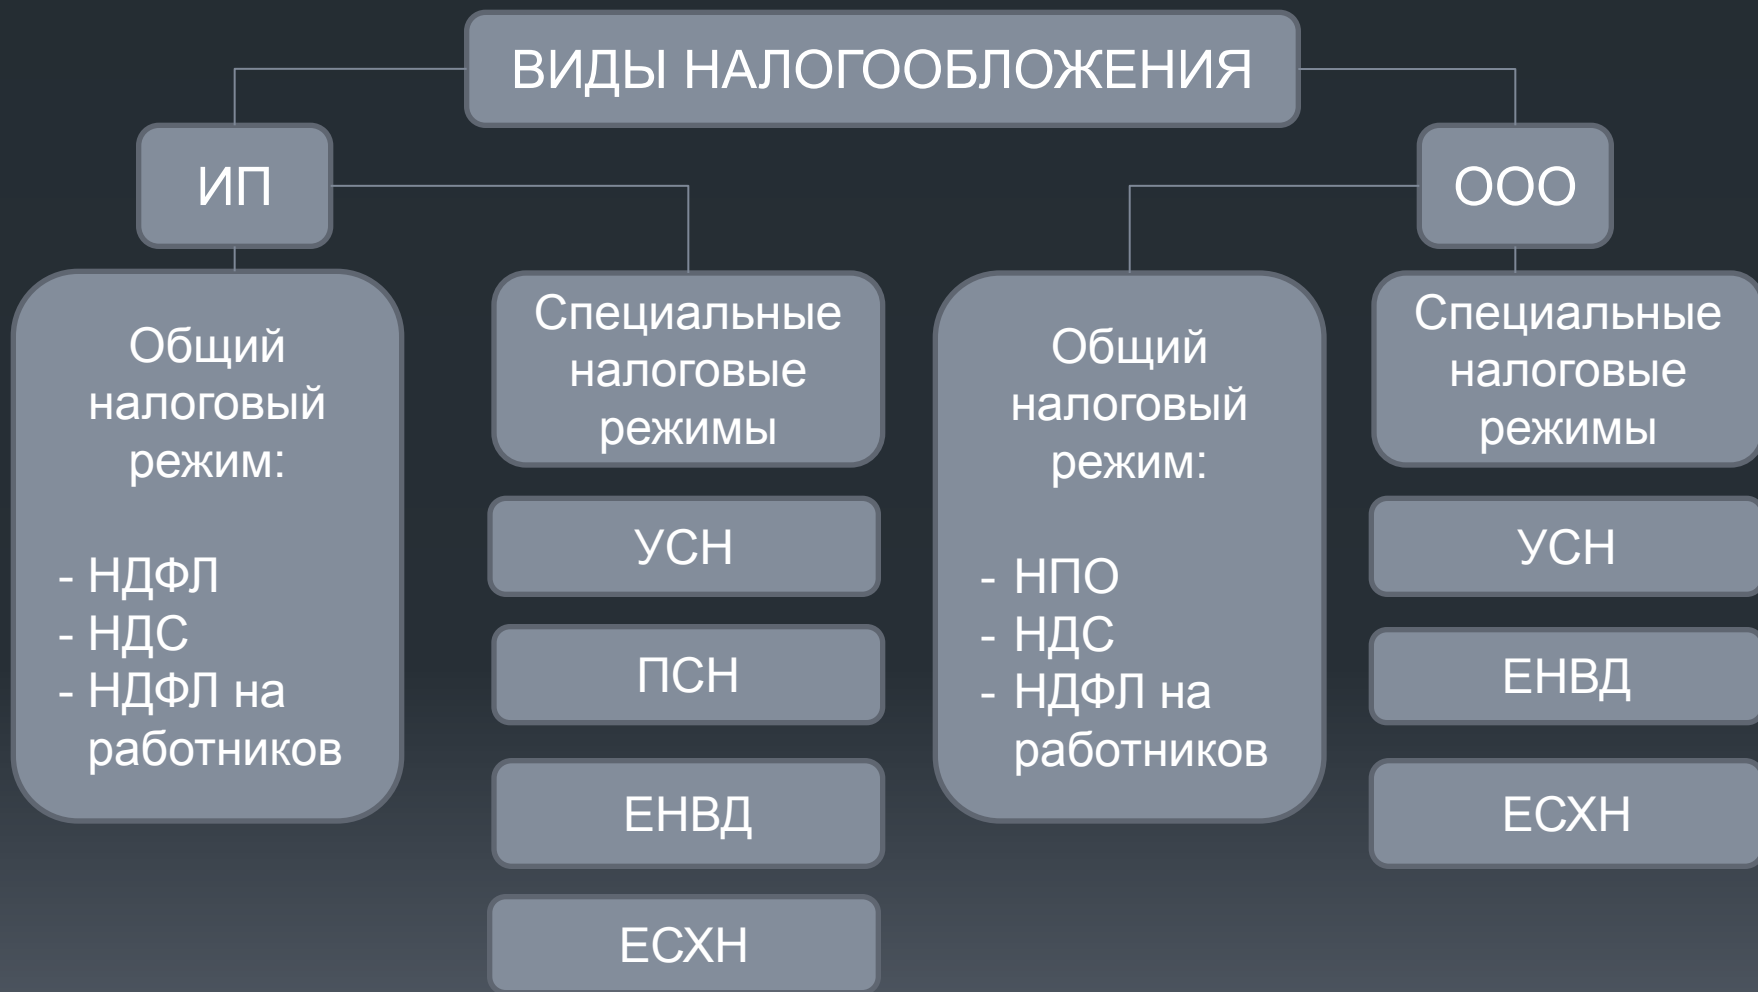 ВИДЫ НАЛОГООБЛОЖЕНИЯ
ИП
ООО
Общий
налоговый
режим:
- НДФЛ
- НДС
- НДФЛ на
работников
Специальные
налоговые
режимы
УСН
ПСН
ЕНВД
ЕСХН
Общий
налоговый
режим:
- НПО
- НДС
- НДФЛ на
работников
Специальные
налоговые
режимы
УСН
ЕНВД
ЕСХН